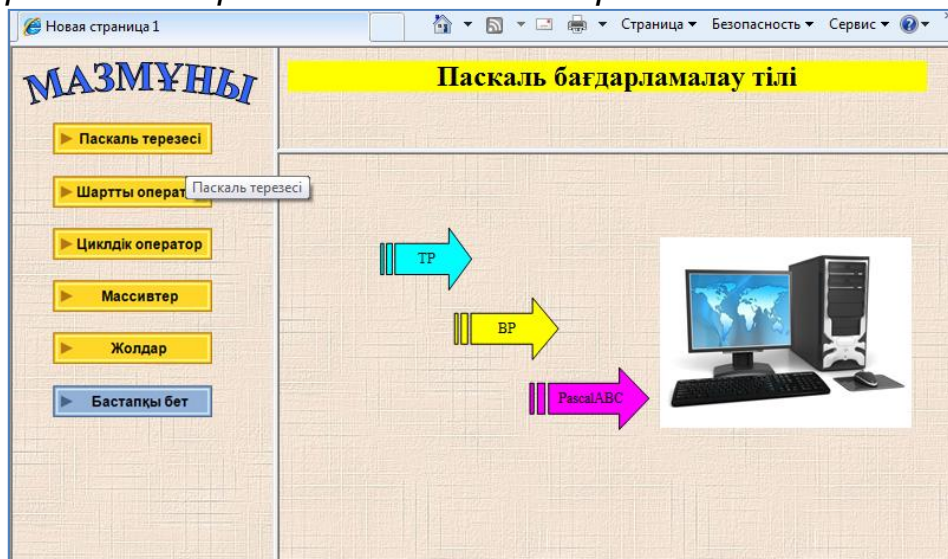 Новая страница 1
Страница Безопасность Сервис
МАЗМҰНЫ
Паскаль бағдарламалау тілі
Паскаль терезесі
Шартты операт
Паскаль терезесі
Циклдік оператор
Массивтер
Жолдар
Бастапқы бет
TP
BP
PascalABC